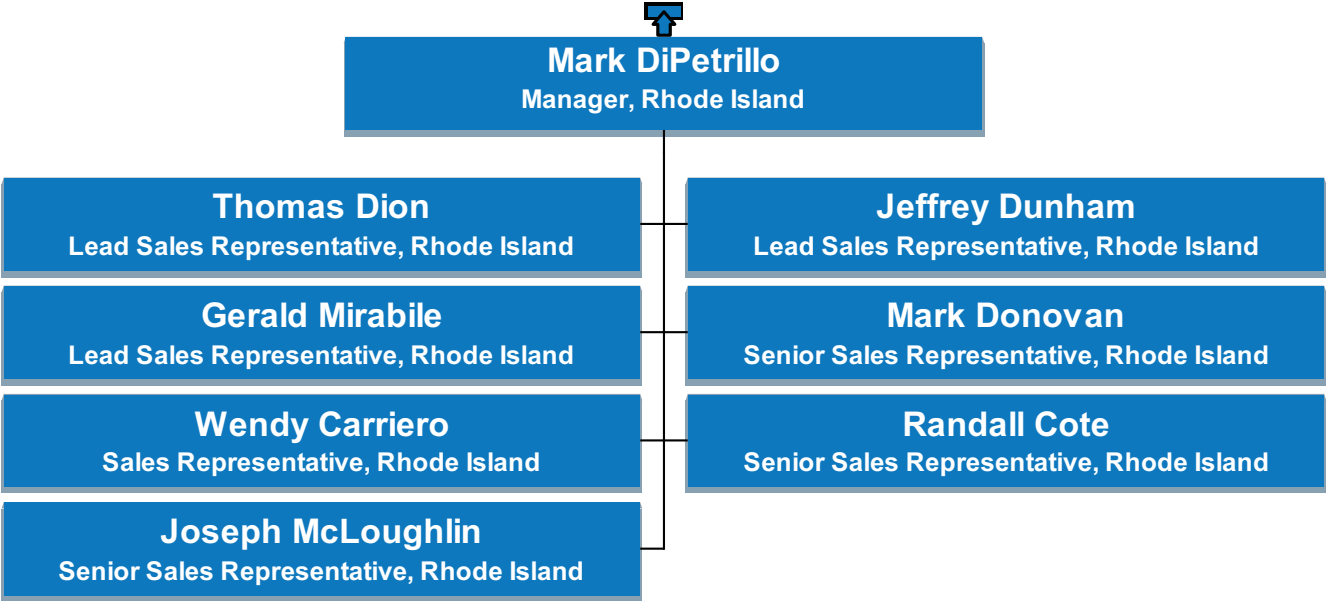 Mark DiPetrillo
Manager, Rhode Island
Thomas Dion
Lead Sales Representative, Rhode Island
Jeffrey Dunham
Lead Sales Representative, Rhode Island
Gerald Mirabile
Lead Sales Representative, Rhode Island
Mark Donovan
Senior Sales Representative, Rhode Island
Wendy Carriero
Sales Representative, Rhode Island
Randall Cote
Senior Sales Representative, Rhode Island
Joseph McLoughlin
Senior Sales Representative, Rhode Island